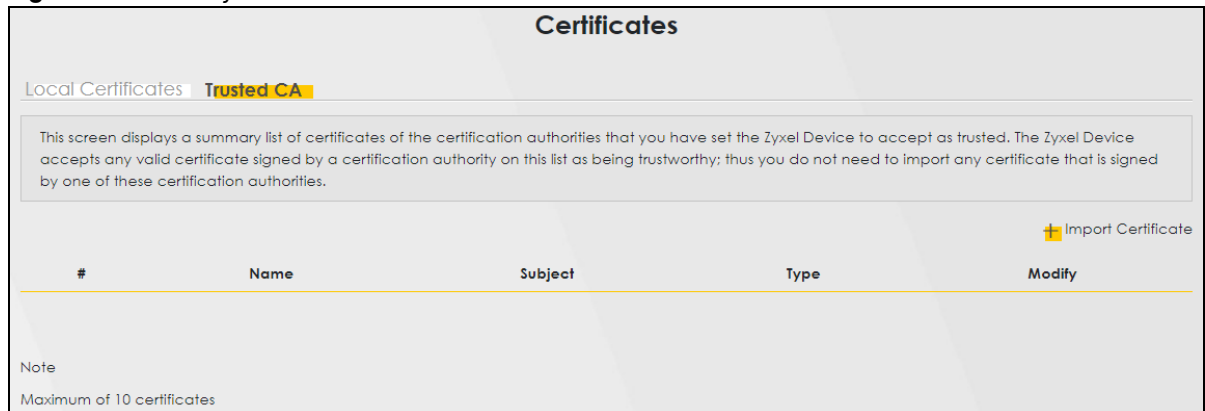 Certificates
Local Certificates Trusted CA
This screen displays a summary list of certificates of the certification authorities that you have set the Zyxel Device to accept as trusted. The Zyxel Device
accepts any valid certificate signed by a certification authority on this list as being trustworthy; thus you do not need to import any certificate that is signed
by one of these certification authorities.
+ Import Certificate
# Name Subject Type Modify
Note
Maximum of 10 certificates